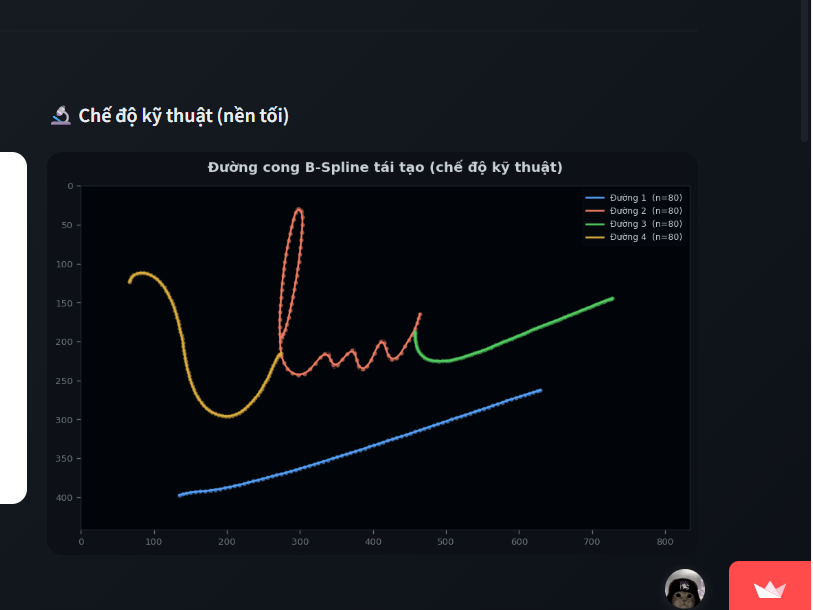 Chế độ kỹ thuật (nền tối)
Đường cong B-Spline tái tạo (chế độ kỹ thuật)
Đường 1 (n=80)
Đường 2 (n=80)
Đường 3 (n=80)
Đường 4 (n=80)
0
50
100
150
200
250
300
350
400
0 100 200 300 400 500 600 700 800